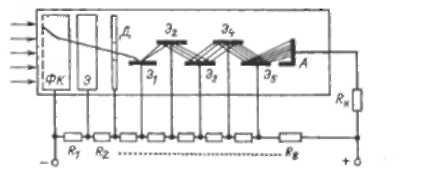 Э₂ Э₄
Д
ФК Э Э₁ Э₃ Э₅ А
Rн
R1 R2 R8
− +